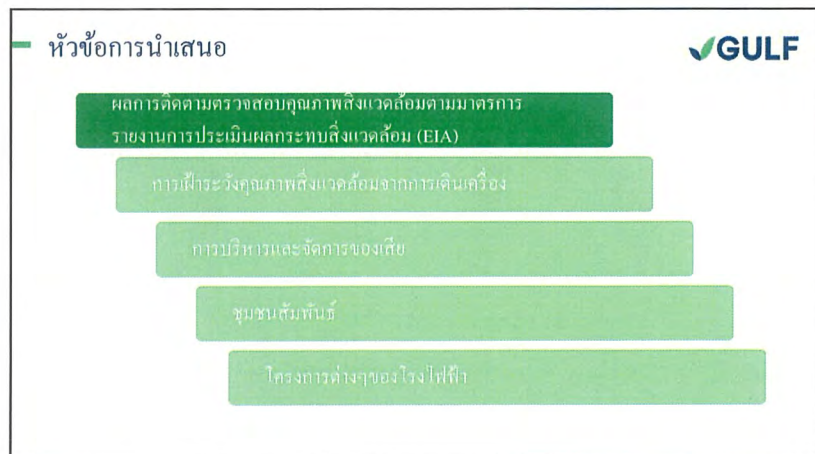 หัวข้อการนำเสนอ
GULF
ผลการติดตามตรวจสอบคุณภาพสิ่งแวดล้อมตามมาตรการ
รายงานการประเมินผลกระทบสิ่งแวดล้อม (EIA)
การเฝ้าระวังคุณภาพสิ่งแวดล้อมจากการเดินเครื่อง
การบริหารและจัดการของเสีย
ชุมชนสัมพันธ์
โครงการต่างๆของโรงไฟฟ้า